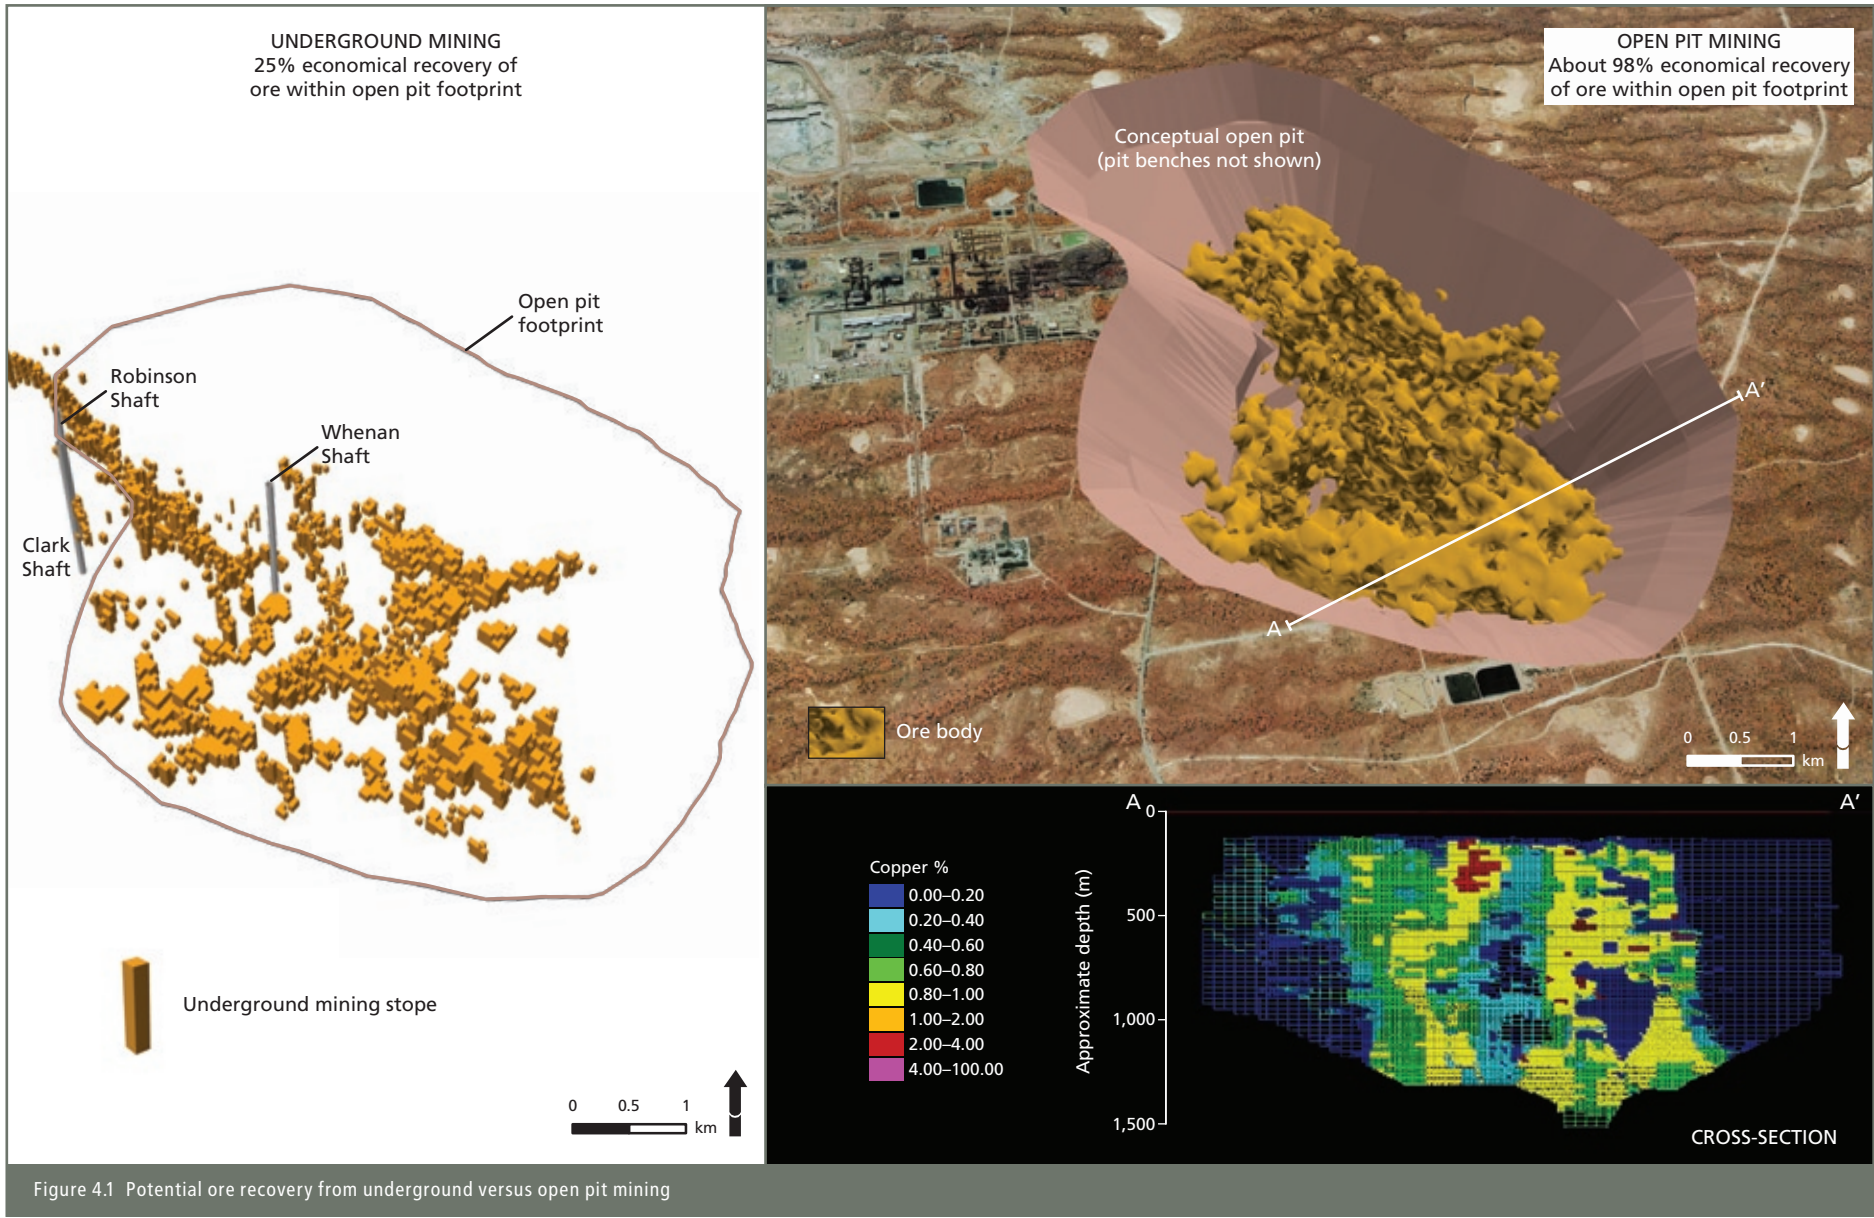 UNDERGROUND MINING
25% economical recovery of
ore within open pit footprint
Open pit
footprint
Robinson
Shaft
Whenan
Shaft
Clark
Shaft
Underground mining stope
0 0.5 1
km
OPEN PIT MINING
About 98% economical recovery
of ore within open pit footprint
Conceptual open pit
(pit benches not shown)
A'
A
Ore body
0 0.5 1
km
A
A'
0
500
1,000
1,500
Approximate depth (m)
Copper %
0.00–0.20
0.20–0.40
0.40–0.60
0.60–0.80
0.80–1.00
1.00–2.00
2.00–4.00
4.00–100.00
CROSS-SECTION
Figure 4.1 Potential ore recovery from underground versus open pit mining